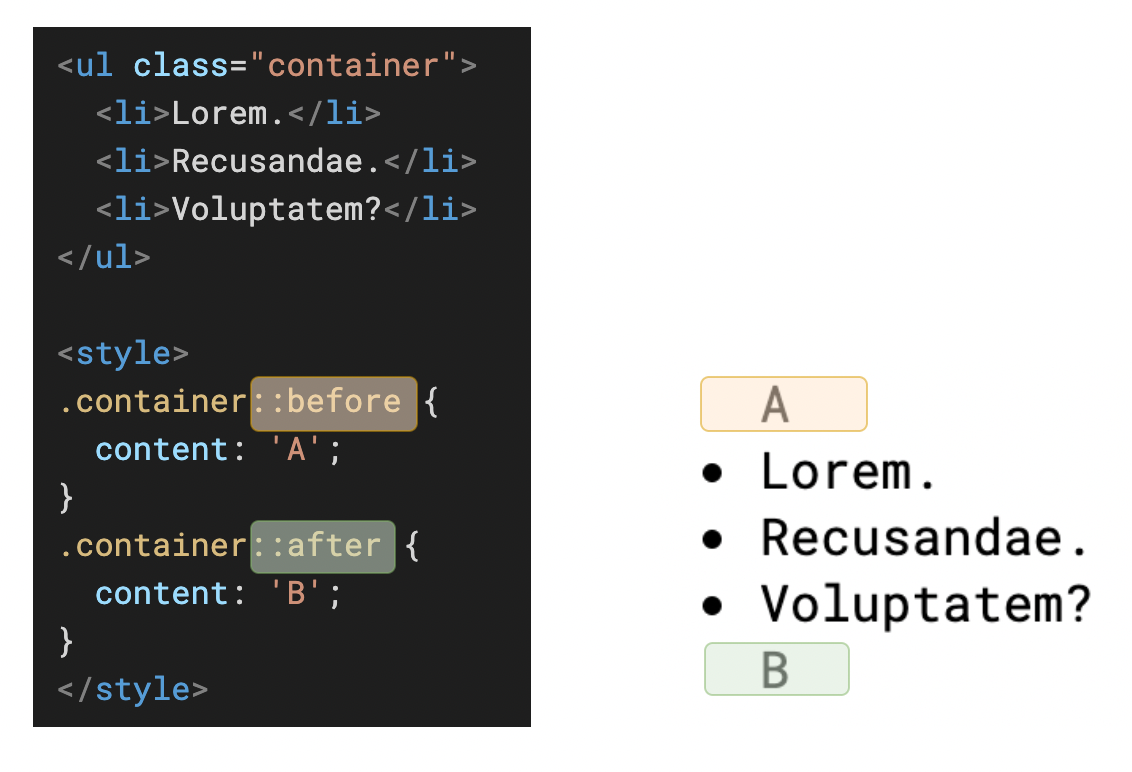 <ul class="container">
  <li>Lorem.</li>
  <li>Recusandae.</li>
  <li>Voluptatem?</li>
</ul>
<style>
.container::before {
  content: 'A';
}
.container::after {
  content: 'B';
}
</style>
A
• Lorem.
• Recusandae.
• Voluptatem?
B